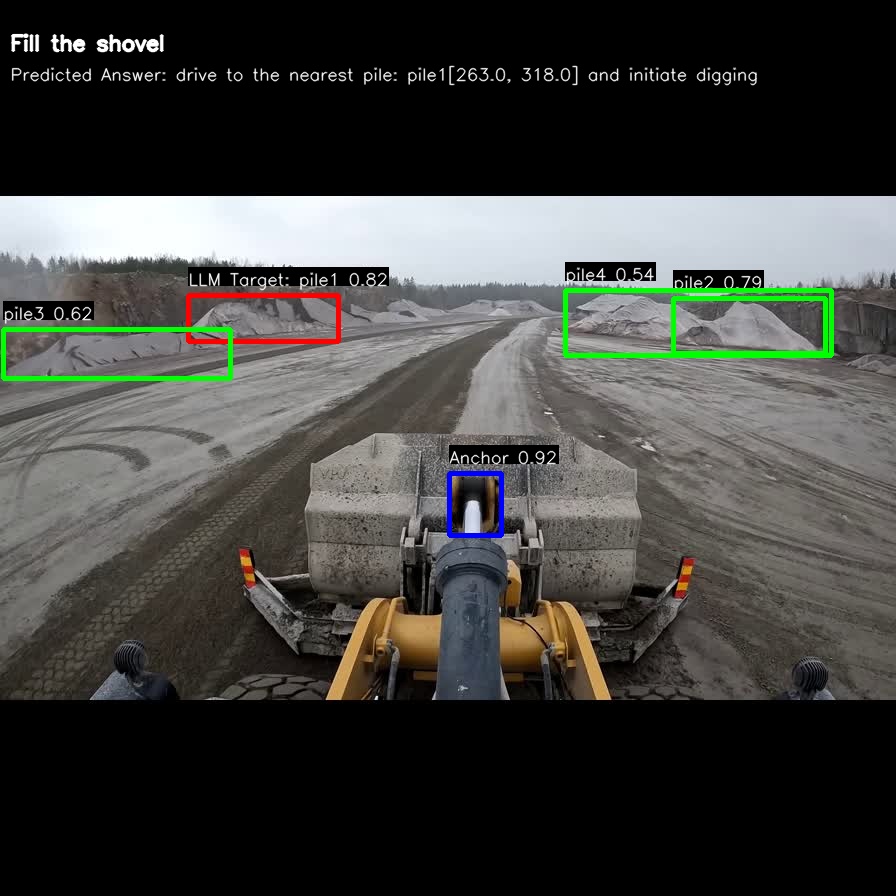 Fill the shovel
Predicted Answer: drive to the nearest pile: pile1[263.0, 318.0] and initiate digging
pile4 0.54
LLM Target: pile1 0.82
pile2 0.79
pile3 0.62
Anchor 0.92